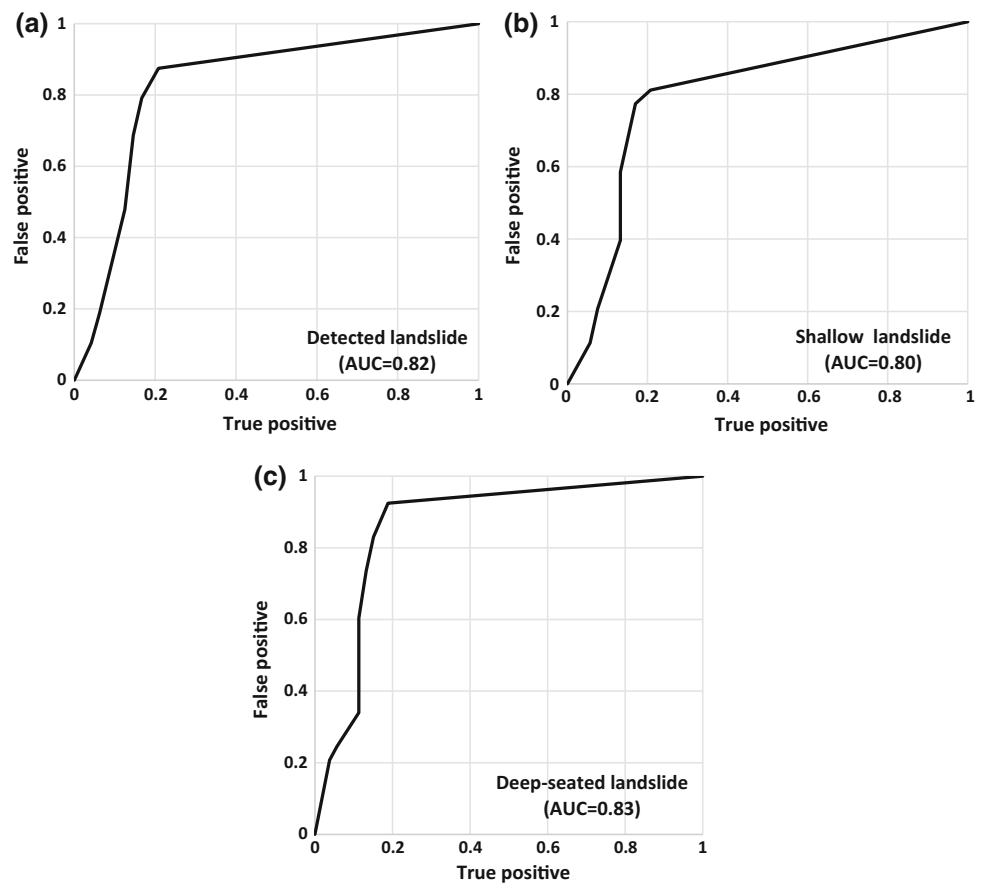 (a)
1
0.8
0.6
0.4
0.2
0
False positive
Detected landslide
(AUC=0.82)
0 0.2 0.4 0.6 0.8 1
True positive
(b)
1
0.8
0.6
0.4
0.2
0
False positive
Shallow landslide
(AUC=0.80)
0 0.2 0.4 0.6 0.8 1
True positive
(c)
1
0.8
0.6
0.4
0.2
0
False positive
Deep-seated landslide
(AUC=0.83)
0 0.2 0.4 0.6 0.8 1
True positive